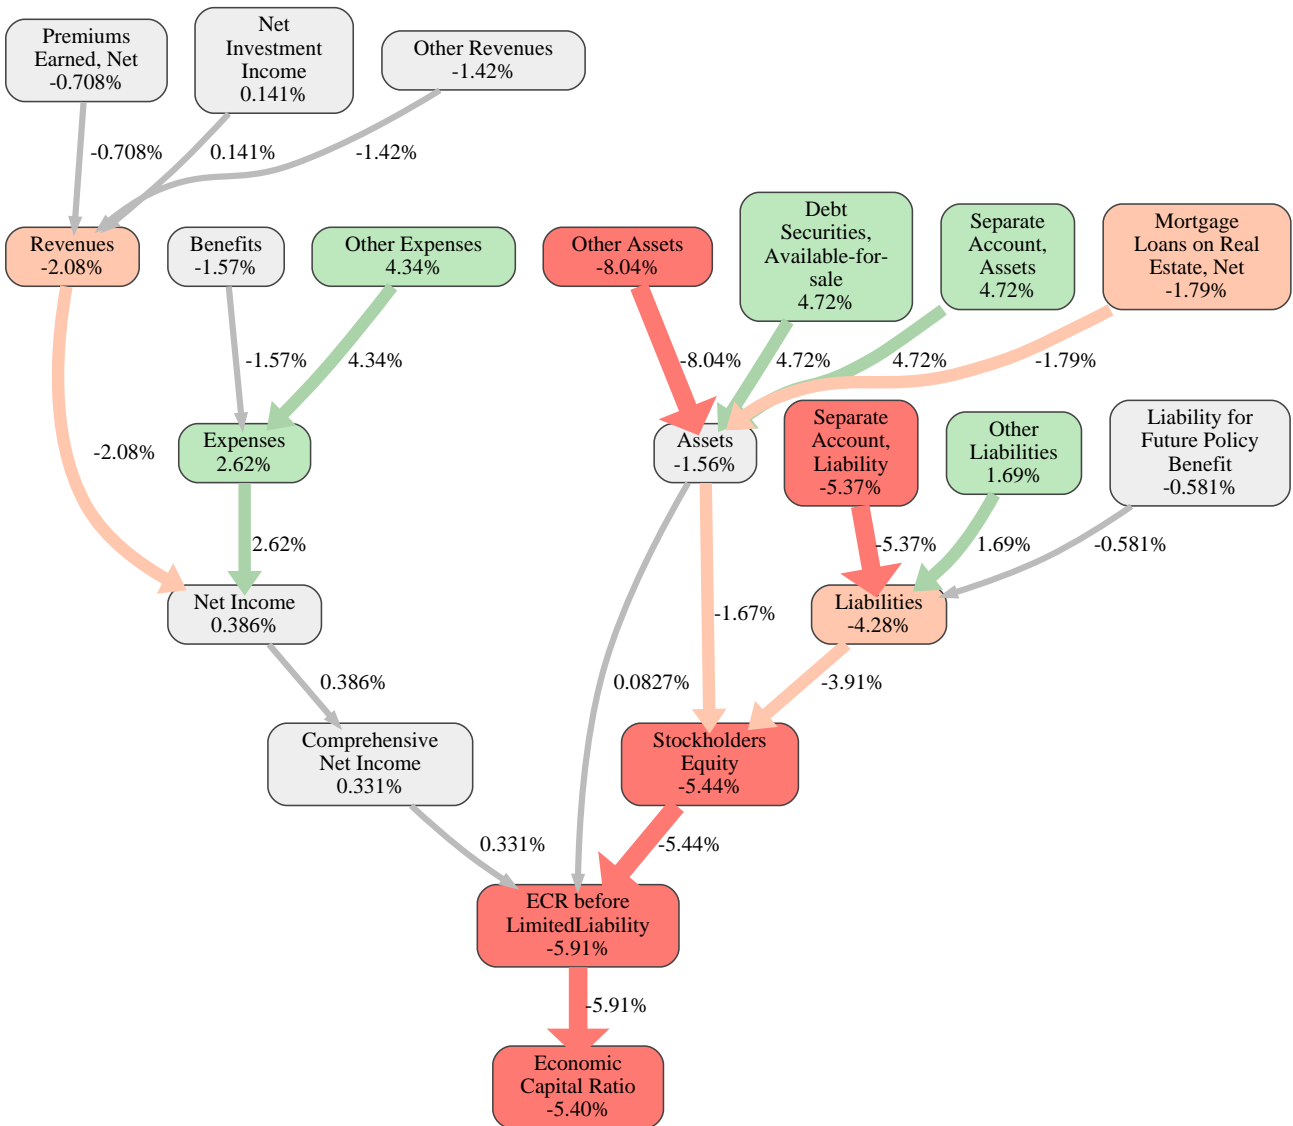 Premiums
Earned, Net
-0.708%
Net
Investment
Income
0.141%
Other Revenues
-1.42%
-0.708%
0.141%
-1.42%
Revenues
-2.08%
Benefits
-1.57%
Other Expenses
4.34%
Other Assets
-8.04%
Debt
Securities,
Available-for-
sale
4.72%
Separate
Account,
Assets
4.72%
Mortgage
Loans on Real
Estate, Net
-1.79%
-1.57%
4.34%
-8.04%
4.72%
4.72%
-1.79%
-2.08%
Expenses
2.62%
Assets
-1.56%
Separate
Account,
Liability
-5.37%
Other
Liabilities
1.69%
Liability for
Future Policy
Benefit
-0.581%
2.62%
-5.37%
1.69%
-0.581%
Net Income
0.386%
-1.67%
Liabilities
-4.28%
0.386%
0.0827%
-3.91%
Comprehensive
Net Income
0.331%
Stockholders
Equity
-5.44%
0.331%
-5.44%
ECR before
LimitedLiability
-5.91%
-5.91%
Economic
Capital Ratio
-5.40%